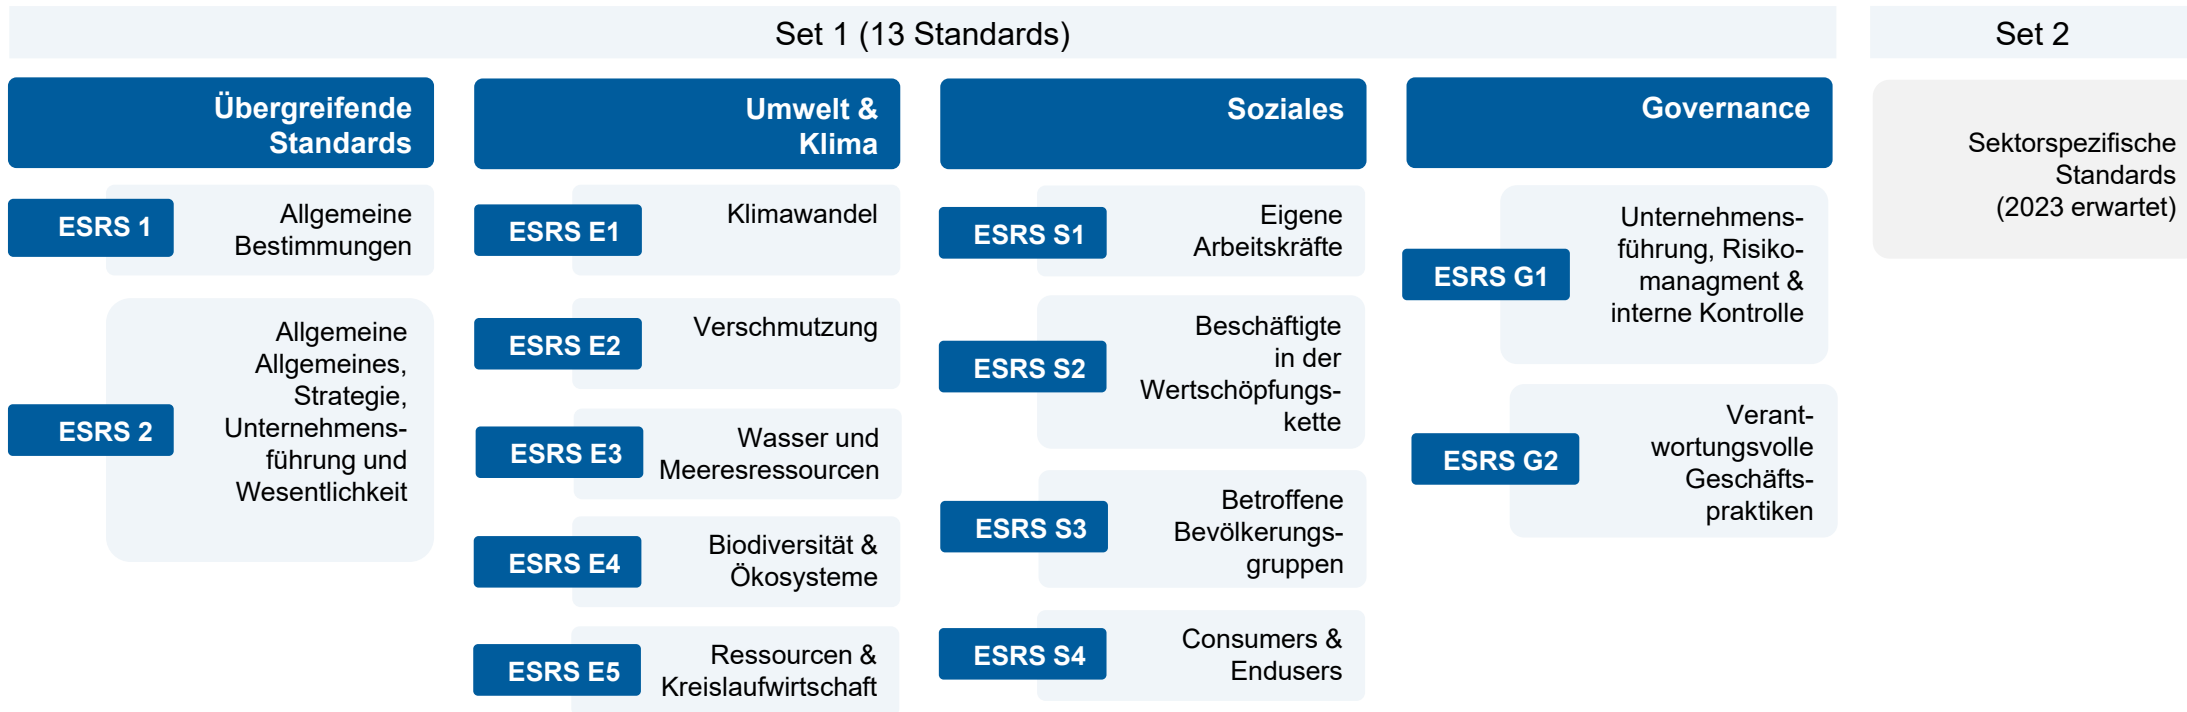 Set 1 (13 Standards)
Set 2
Übergreifende
Standards
ESRS 1
Allgemeine
Bestimmungen
ESRS 2
Allgemeine
Allgemeines,
Strategie,
Unternehmens-
führung und
Wesentlichkeit
Umwelt &
Klima
ESRS E1
Klimawandel
ESRS E2
Verschmutzung
ESRS E3
Wasser und
Meeresressourcen
ESRS E4
Biodiversität &
Ökosysteme
ESRS E5
Ressourcen &
Kreislaufwirtschaft
Soziales
ESRS S1
Eigene
Arbeitskräfte
ESRS S2
Beschäftigte
in der
Wertschöpfungs-
kette
ESRS S3
Betroffene
Bevölkerungs-
gruppen
ESRS S4
Consumers &
Endusers
Governance
ESRS G1
Unternehmens-
führung, Risiko-
managment &
interne Kontrolle
ESRS G2
Verant-
wortungsvolle
Geschäfts-
praktiken
Sektorspezifische
Standards
(2023 erwartet)